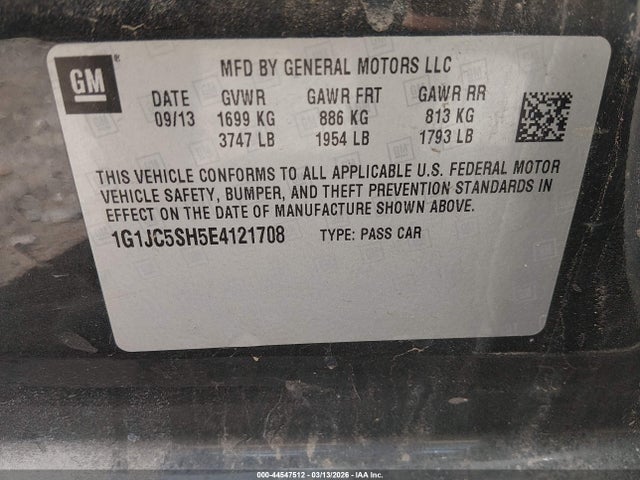 GM
MFD BY GENERAL MOTORS LLC
DATE GVWR GAWR FRT GAWR RR
09/13 1699 KG 886 KG 813 KG
3747 LB 1954 LB 1793 LB
THIS VEHICLE CONFORMS TO ALL APPLICABLE U.S. FEDERAL MOTOR
VEHICLE SAFETY, BUMPER, AND THEFT PREVENTION STANDARDS IN
EFFECT ON THE DATE OF MANUFACTURE SHOWN ABOVE.
1G1JC5SH5E4121708 TYPE: PASS CAR
000-44547512 - 03/13/2026 - IAA Inc.